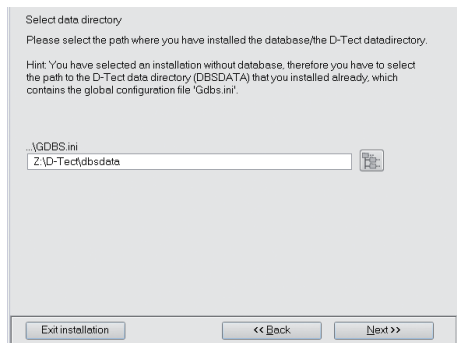 Select data directory
Please select the path where you have installed the database/the D-Tect datadirectory.
Hint: You have selected an installation without database, therefore you have to select
the path to the D-Tect data directory (DBSDATA) that you installed already, which
contains the global configuration file 'Gdbs.ini'.
...\GDBS.ini
Z:\D-Tect\dbsdata
Exit installation
<< Back
Next >>